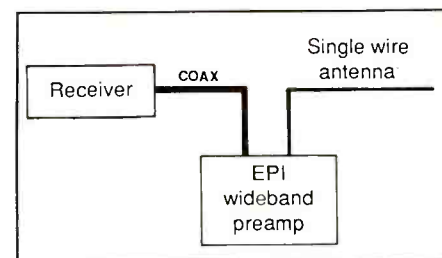 Single wire
antenna
COAX
Receiver
EPI
wideband
preamp